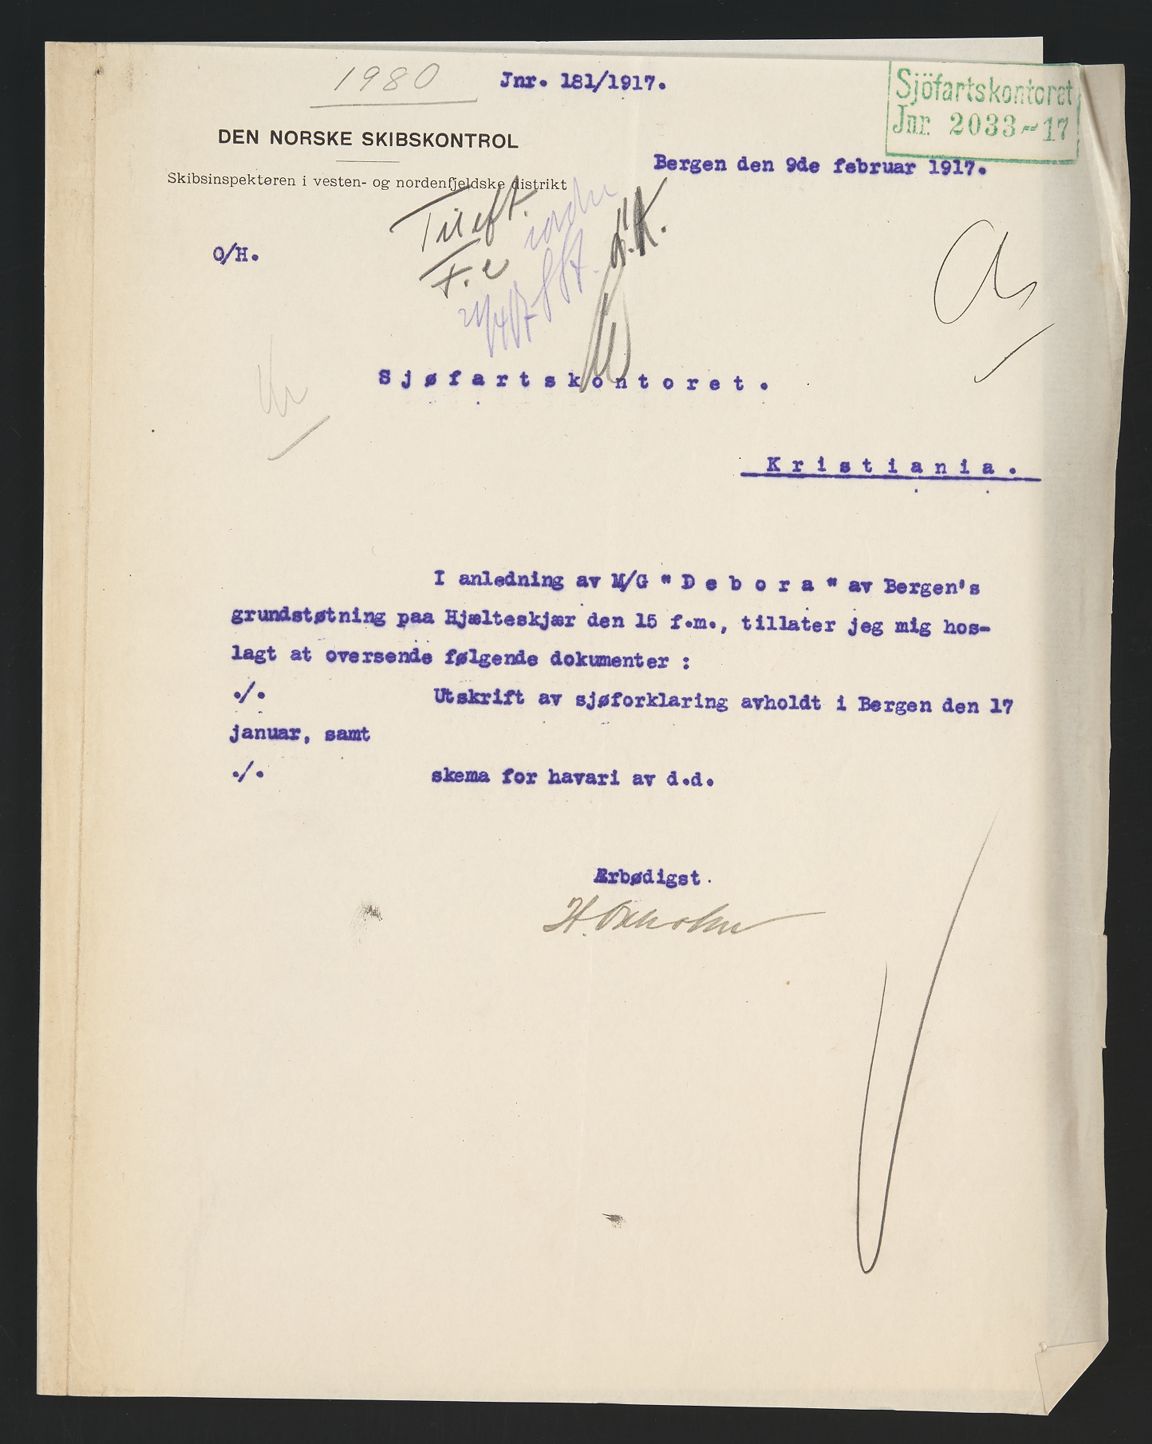 1980
Jnr. 181/1917.
Sjöfartskontoret
Jnr. 2033-17
DEN NORSKE SKIBSKONTROL
Skibsinspektøren i vesten- og nordenfjeldske distrikt
Bergen den 9de februar 1917.
O/H.
Sjøfartskontoret.
Kristiania.
I anledning av M/G "Debora" av Bergen's
grundstøtning paa Hjælteskjær den 15 f.m., tillater jeg mig hos-
lagt at oversende følgende dokumenter :
./. Utskrift av sjøforklaring avholdt i Bergen den 17
januar, samt
./. skema for havari av d.d.
Ærbødigst.